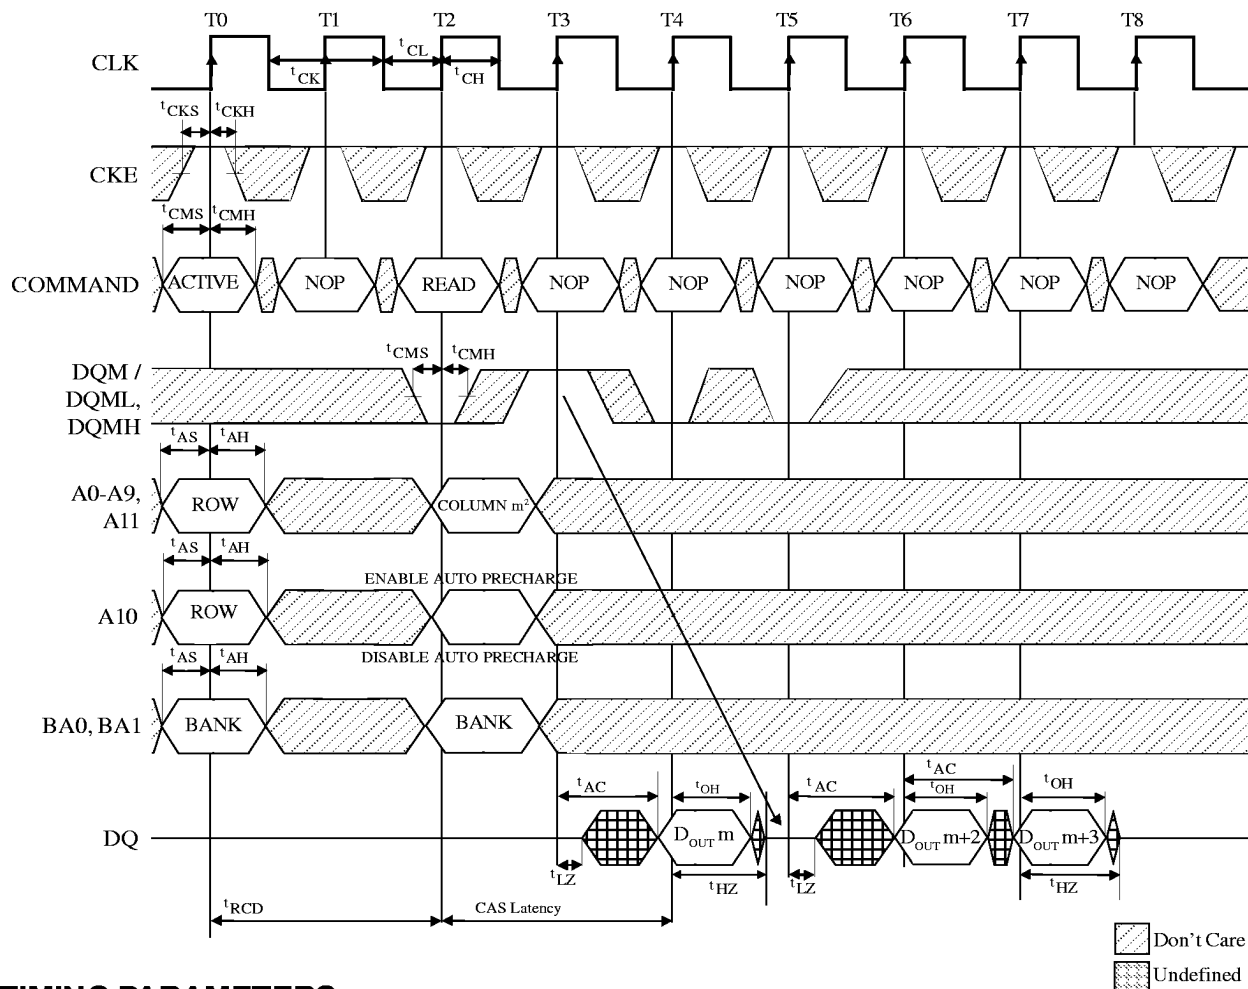 T0 T1 T2 T3 T4 T5 T6 T7 T8
CLK
tCK tCL tCH
tCKS tCKH
CKE
tCMS tCMH
COMMAND ACTIVE NOP READ NOP NOP NOP NOP NOP NOP
tCMS tCMH
DQM /
DQML,
DQMH
tAS tAH
A0-A9,
A11
ROW COLUMN m²
tAS tAH
ENABLE AUTO PRECHARGE
A10 ROW
DISABLE AUTO PRECHARGE
tAS tAH
BA0, BA1 BANK BANK
tAC tOH tAC tAC tOH tOH
DQ DOUT m DOUT m+2 DOUT m+3
tLZ tHZ tLZ tHZ
tRCD CAS Latency
Don't Care
Undefined
TIMING PARAMETERS